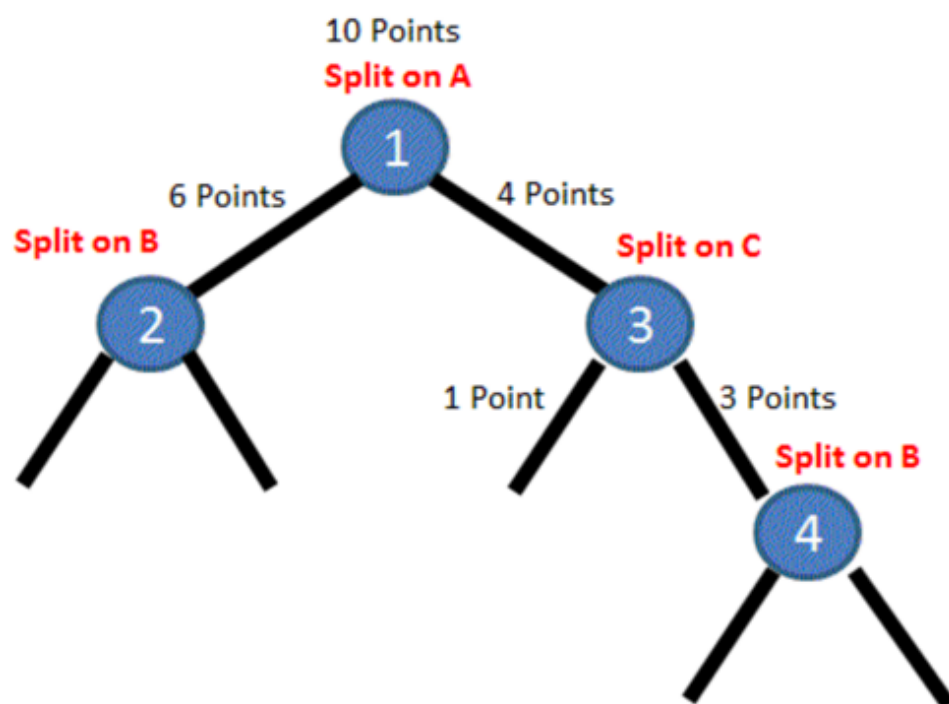 10 Points
Split on A
1
6 Points
4 Points
Split on B
Split on C
2
3
1 Point
3 Points
Split on B
4